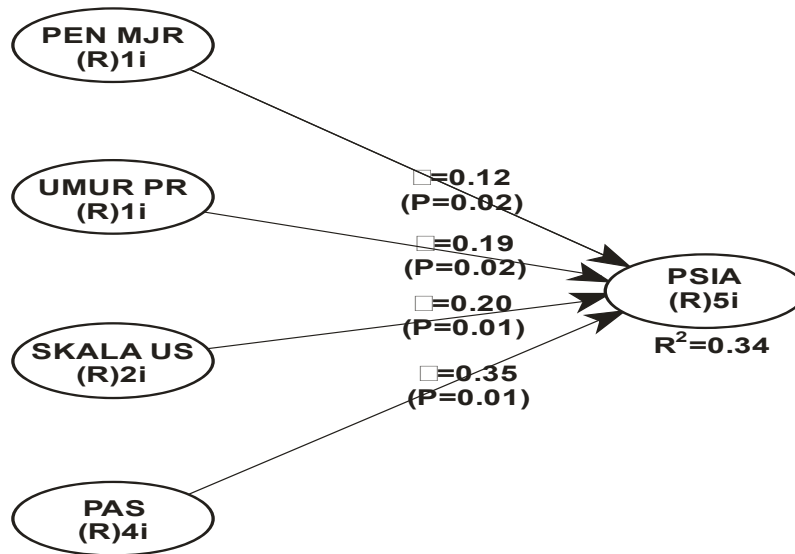 PEN MJR
(R)1i
UMUR PR
(R)1i
SKALA US
(R)2i
PAS
(R)4i
□=0.12
(P=0.02)
□=0.19
(P=0.02)
□=0.20
(P=0.01)
□=0.35
(P=0.01)
PSIA
(R)5i
R²=0.34